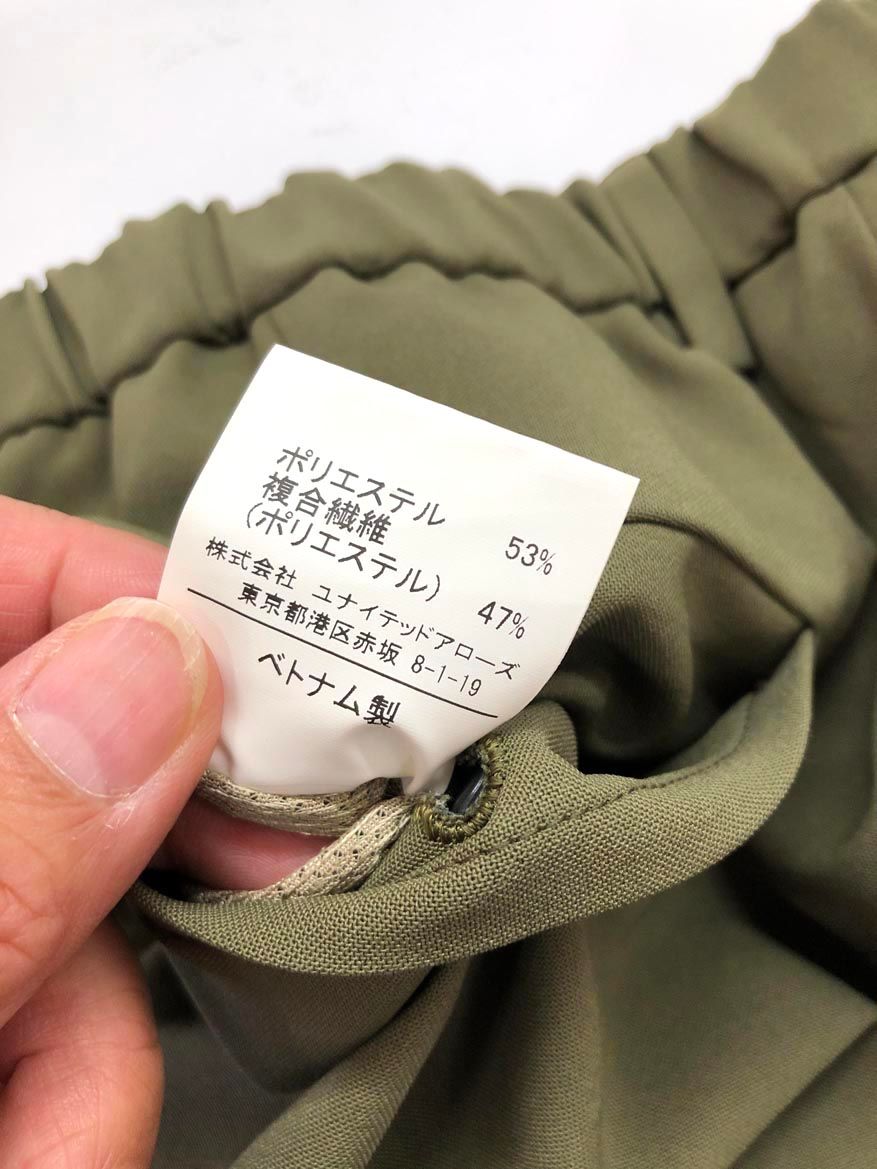 ポリエステル 53%
複合繊維
(ポリエステル) 47%
株式会社 ユナイテッドアローズ
東京都港区赤坂 8-1-19
ベトナム製